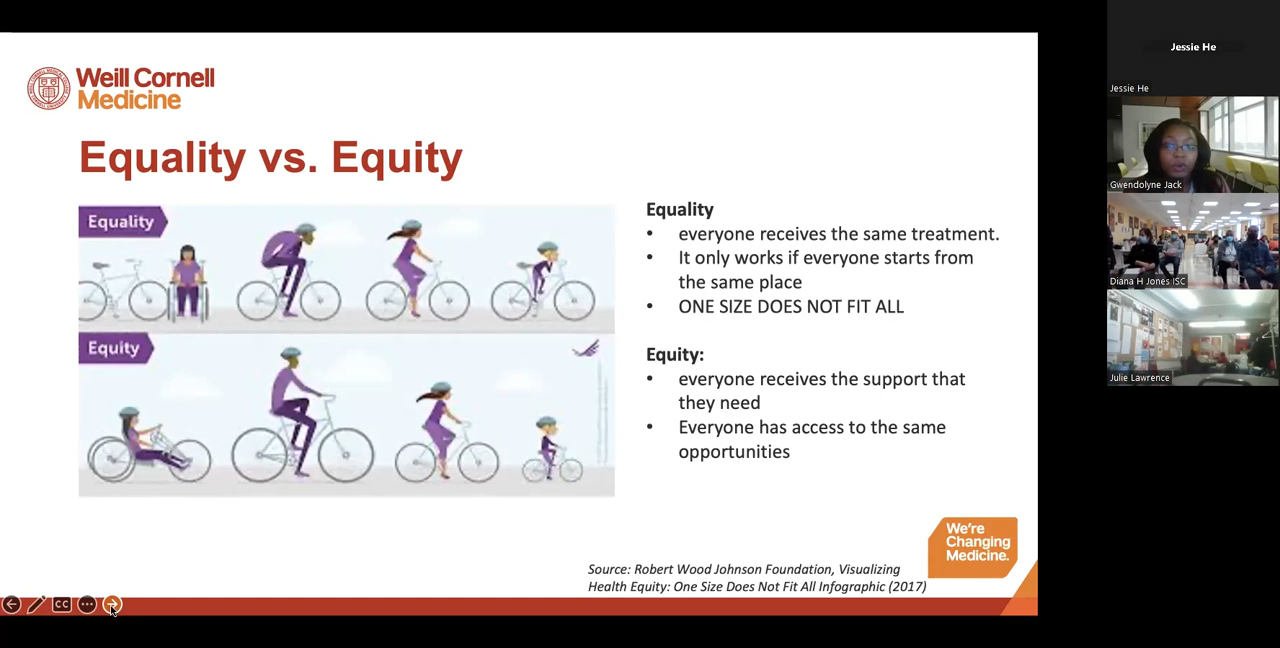 Weill Cornell
Medicine
Equality vs. Equity
Equality
Equity
Equality
• everyone receives the same treatment.
• It only works if everyone starts from
the same place
• ONE SIZE DOES NOT FIT ALL
Equity:
• everyone receives the support that
they need
• Everyone has access to the same
opportunities
We're
Changing
Medicine.
Source: Robert Wood Johnson Foundation, Visualizing
Health Equity: One Size Does Not Fit All Infographic (2017)
CC
Jessie He
Jessie He
Gwendolyne Jack
Diana H Jones ISC
Julie Lawrence